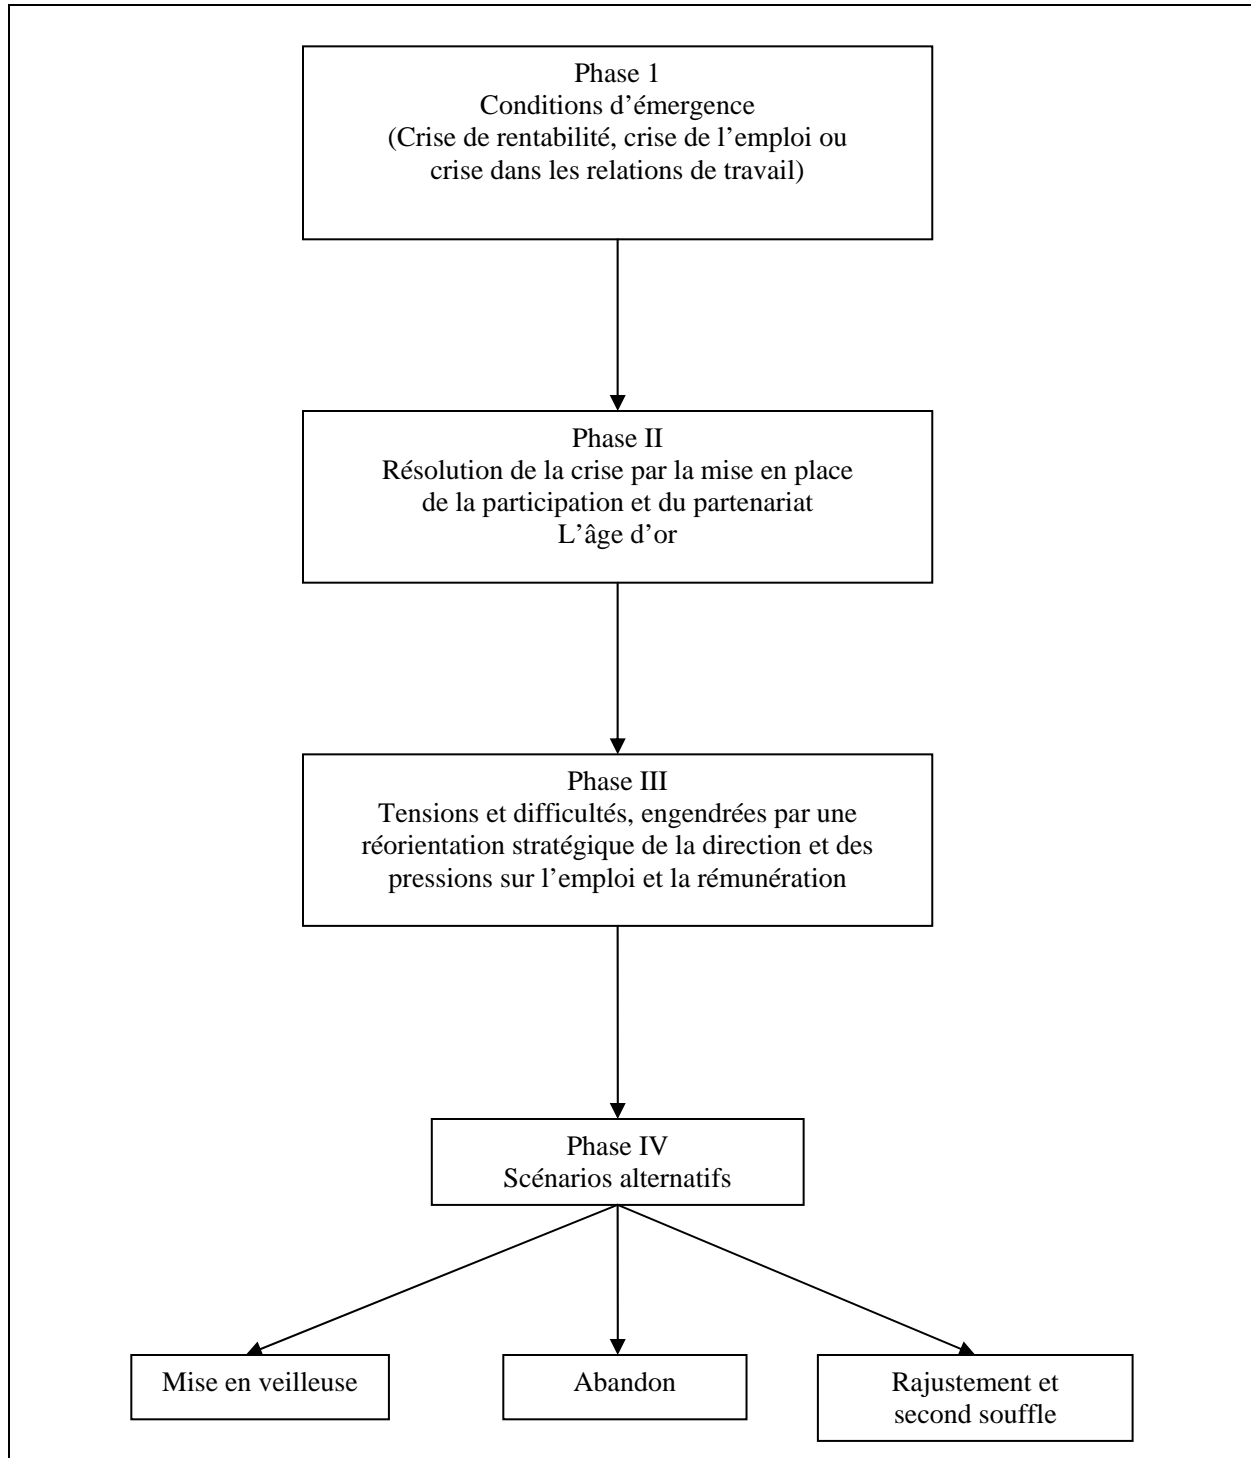 Phase 1
Conditions d’émergence
(Crise de rentabilité, crise de l’emploi ou
crise dans les relations de travail)
Phase II
Résolution de la crise par la mise en place
de la participation et du partenariat
L’âge d’or
Phase III
Tensions et difficultés, engendrées par une
réorientation stratégique de la direction et des
pressions sur l’emploi et la rémunération
Phase IV
Scénarios alternatifs
Mise en veilleuse
Abandon
Rajustement et
second souffle